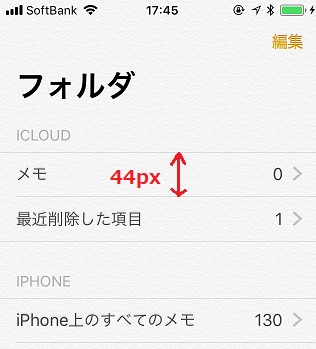 SoftBank 17:45
編集
フォルダ
ICLOUD
メモ 0
44px
最近削除した項目 1
IPHONE
iPhone上のすべてのメモ 130